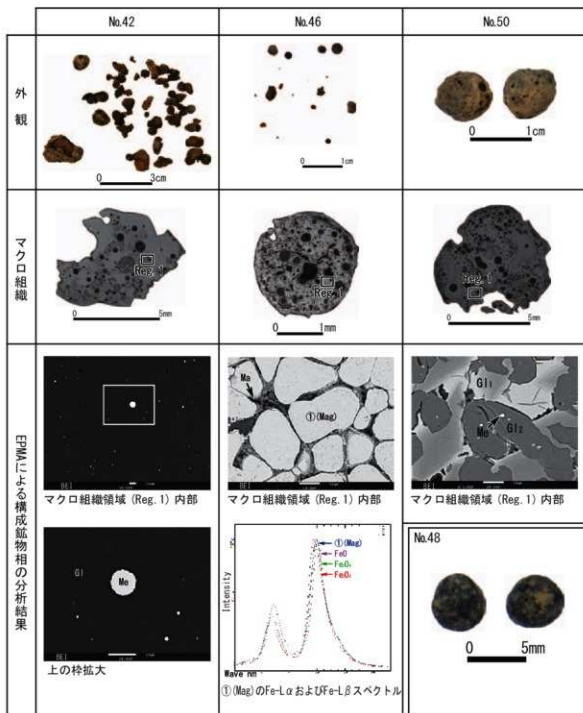 No.42 No.46 No.50
外観
0 3cm
0 1cm
0 1cm
マクロ組織
Reg. 1
0 5mm
Reg. 1
0 1mm
Reg. 1
0 5mm
EPMAによる構成鉱物相の分析結果
BEI
マクロ組織領域 (Reg. 1) 内部
Me
①(Mag)
BEI
マクロ組織領域 (Reg. 1) 内部
Gl₁
Me
Gl₂
BEI
マクロ組織領域 (Reg. 1) 内部
Gl
Me
BEI
上の枠拡大
Intensity
①(Mag)
FeO
Wave nm
①(Mag)のFe-LαおよびFe-Lβスペクトル
No.48
0 5mm